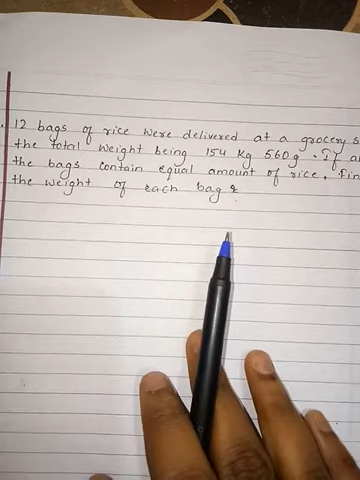 12 bags of rice were delivered at a grocery
the total weight being 154 Kg 560g. If
the bags contain equal amount of rice. Fin
the weight of each bag ?